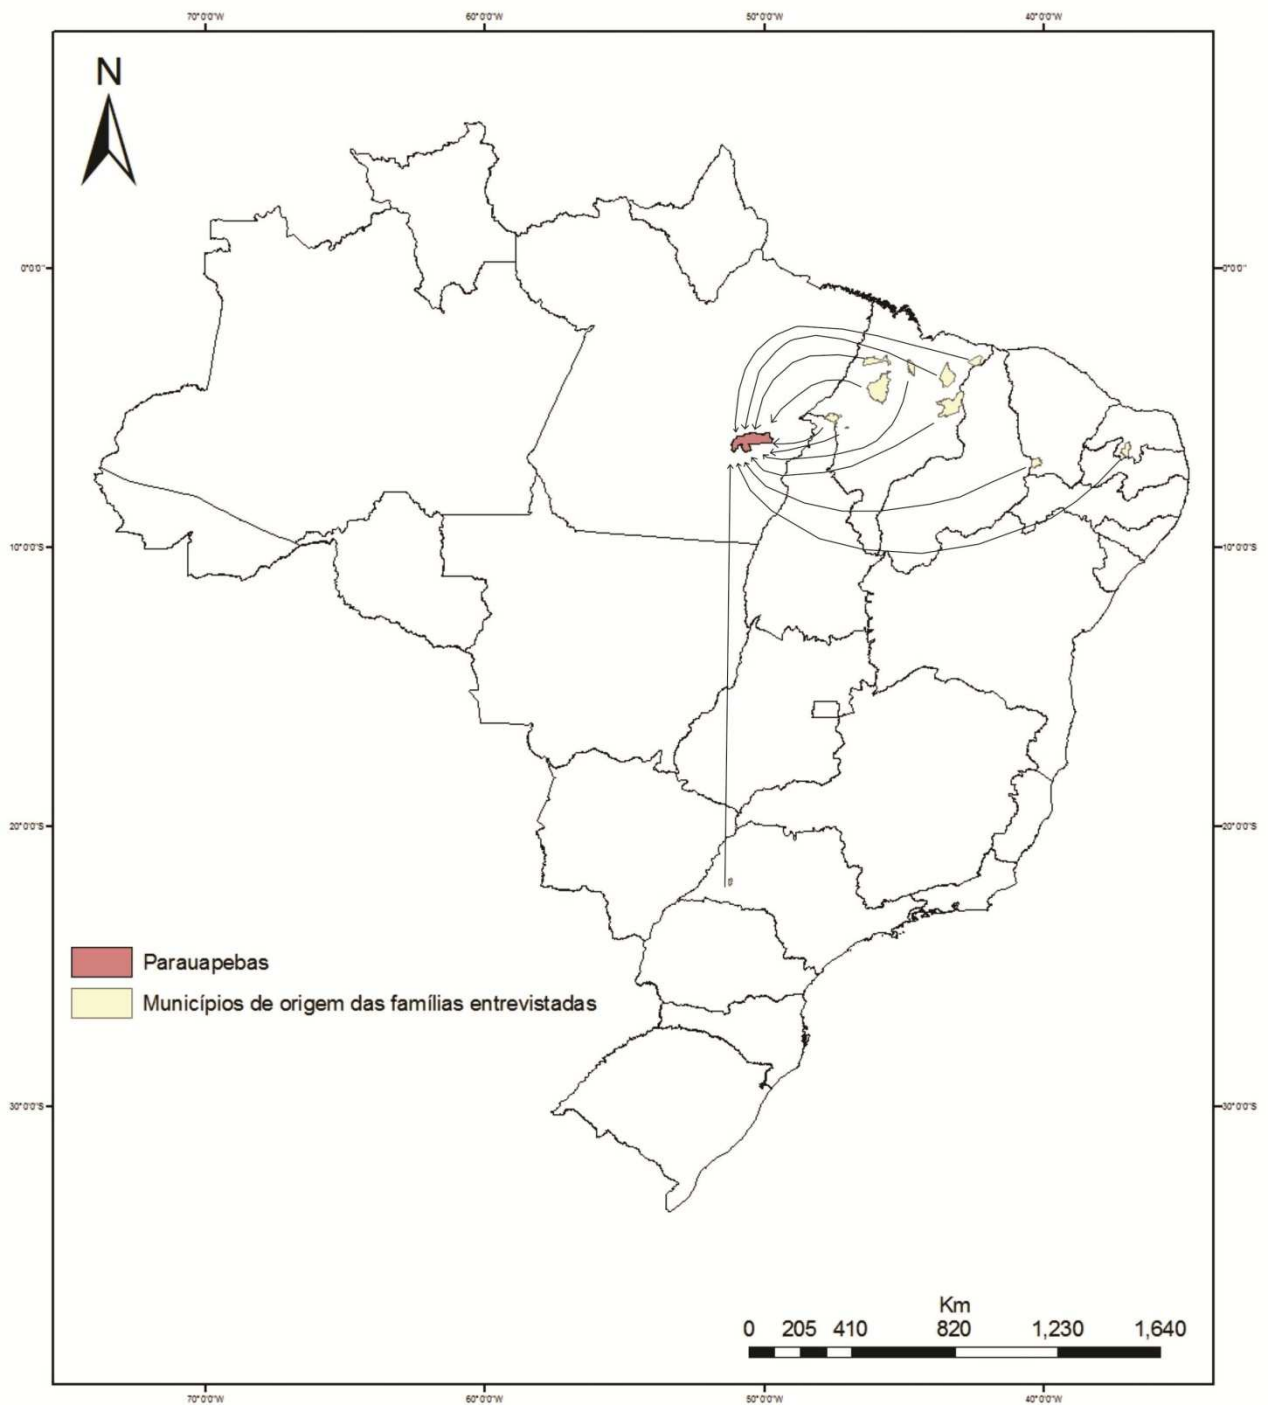 70°0'0"W 60°0'0"W 50°0'0"W 40°0'0"W
N
0°0'0" 0°0'0"
10°0'0"S 10°0'0"S
20°0'0"S 20°0'0"S
Parauapebas
Municípios de origem das famílias entrevistadas
30°0'0"S 30°0'0"S
Km
0 205 410 820 1,230 1,640
70°0'0"W 60°0'0"W 50°0'0"W 40°0'0"W